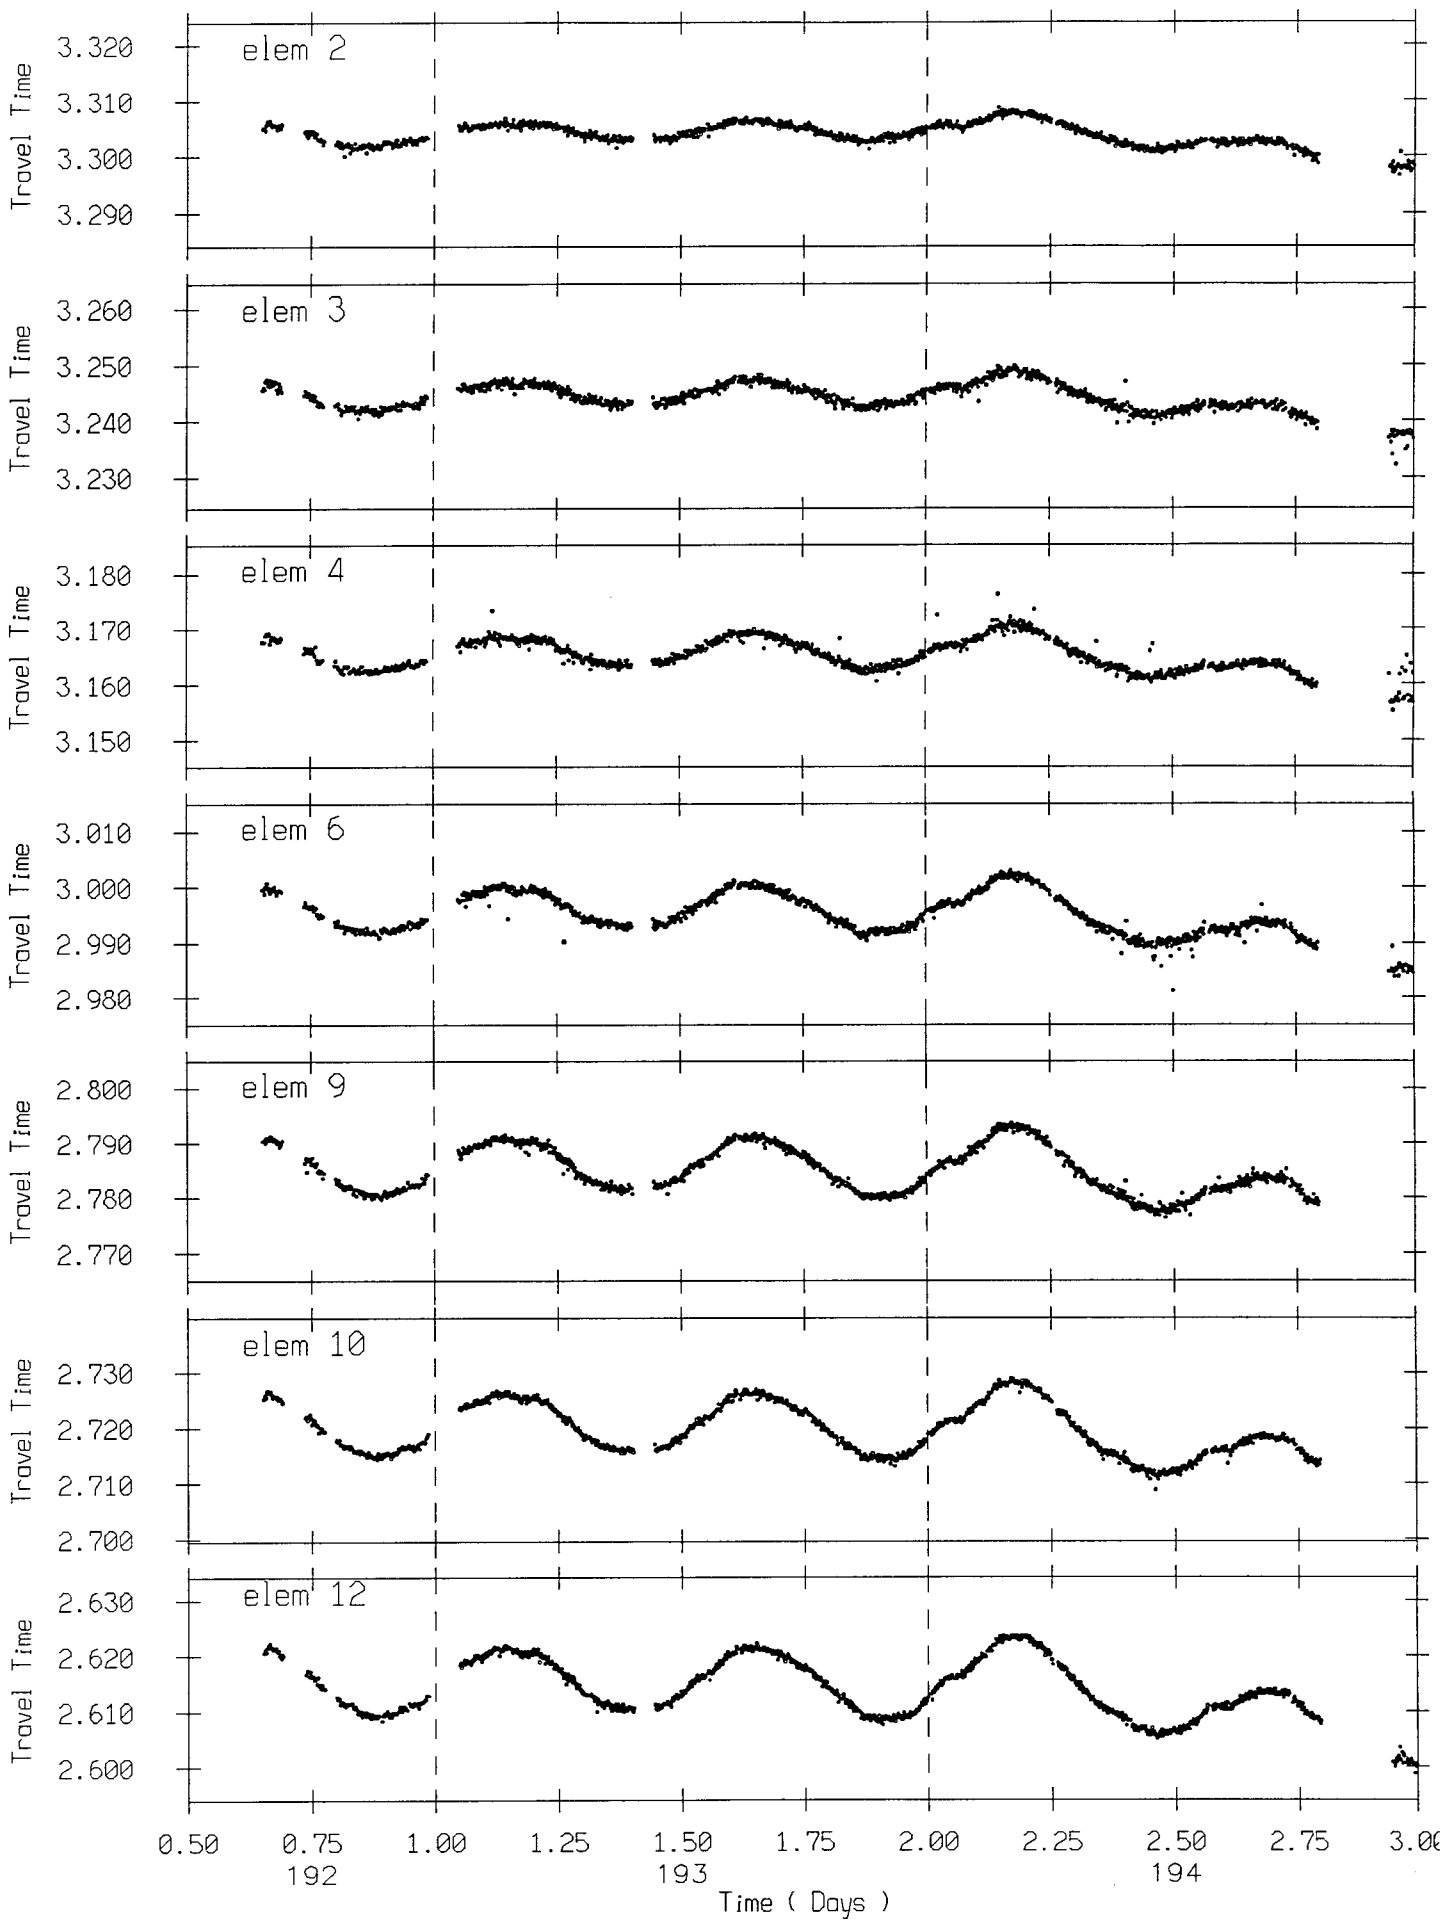 elem 2
3.320
3.310
3.300
3.290
Travel Time
elem 3
3.260
3.250
3.240
3.230
Travel Time
elem 4
3.180
3.170
3.160
3.150
Travel Time
elem 6
3.010
3.000
2.990
2.980
Travel Time
elem 9
2.800
2.790
2.780
2.770
Travel Time
elem 10
2.730
2.720
2.710
2.700
Travel Time
elem 12
2.630
2.620
2.610
2.600
Travel Time
0.50 0.75 1.00 1.25 1.50 1.75 2.00 2.25 2.50 2.75 3.00
192 193 194
Time ( Days )